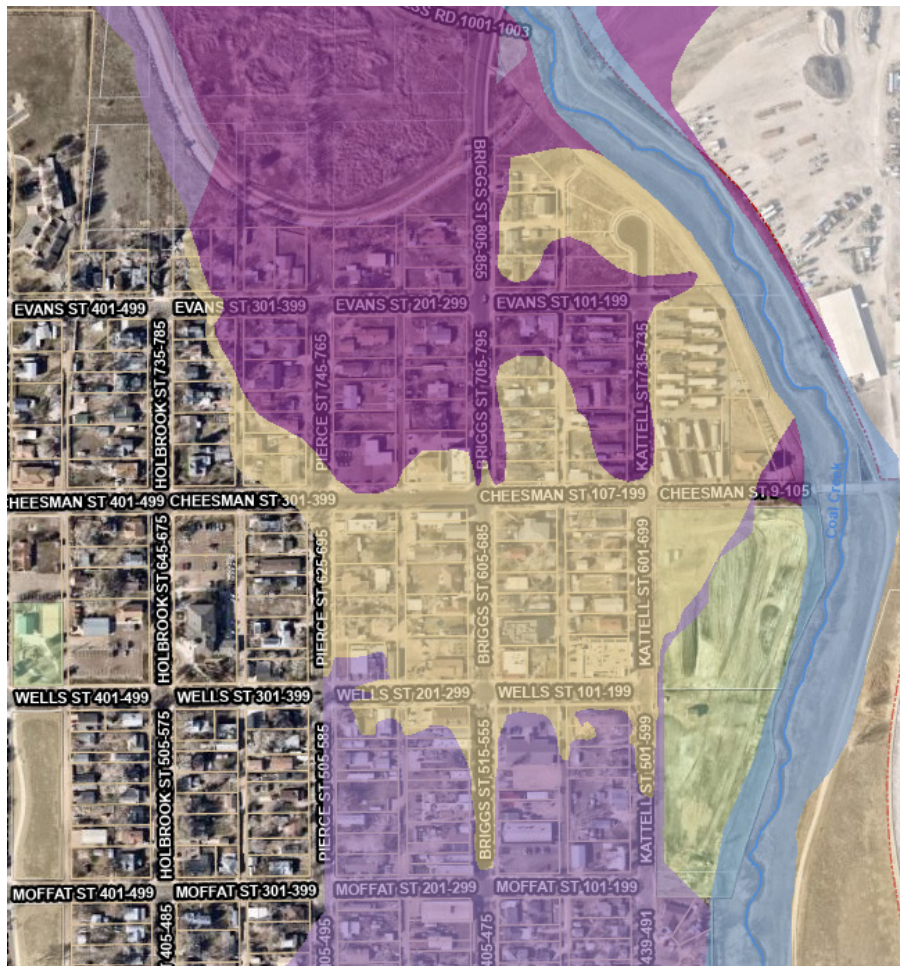 SS RD 1001-1003
BRIGGS ST 805-855
EVANS ST 401-499
EVANS ST 301-399
EVANS ST 201-299
EVANS ST 101-199
HOLBROOK ST 735-785
PIERCE ST 745-765
BRIGGS ST 705-795
KATTELL ST 735-735
HEESMAN ST 401-499
CHEESMAN ST 301-399
CHEESMAN ST 107-199
CHEESMAN ST 9-105
Coal Creek
HOLBROOK ST 645-675
PIERCE ST 625-695
BRIGGS ST 605-685
KATTELL ST 601-699
WELLS ST 401-499
WELLS ST 301-399
WELLS ST 201-299
WELLS ST 101-199
HOLBROOK ST 505-575
PIERCE ST 505-585
BRIGGS ST 515-555
KATTELL ST 501-599
MOFFAT ST 401-499
MOFFAT ST 301-399
MOFFAT ST 201-299
MOFFAT ST 101-199
T 405-485
405-495
405-475
439-491